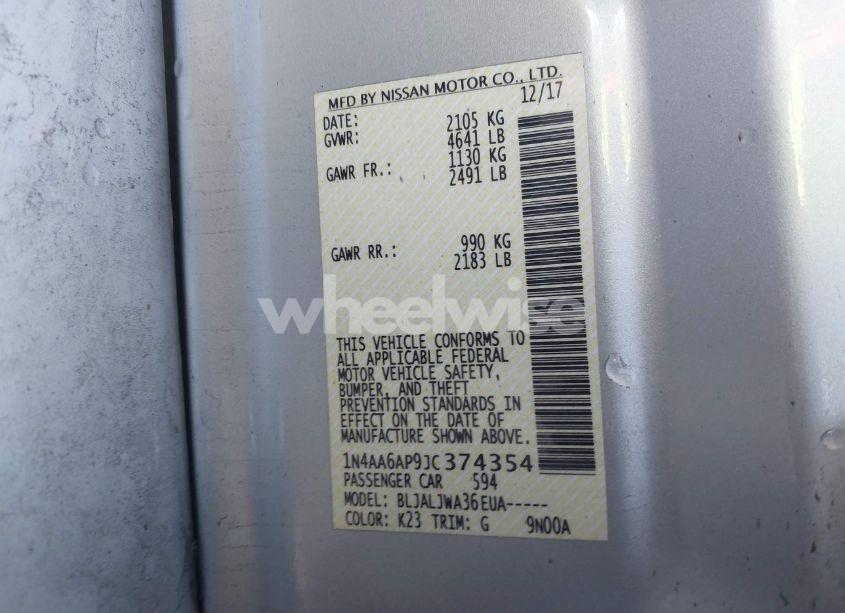 MFD BY NISSAN MOTOR CO., LTD.
DATE: 12/17
GVWR: 2105 KG
4641 LB
GAWR FR.: 1130 KG
2491 LB
GAWR RR.: 990 KG
2183 LB
wheelwise
THIS VEHICLE CONFORMS TO
ALL APPLICABLE FEDERAL
MOTOR VEHICLE SAFETY,
BUMPER, AND THEFT
PREVENTION STANDARDS IN
EFFECT ON THE DATE OF
MANUFACTURE SHOWN ABOVE.
1N4AA6AP9JC374354
PASSENGER CAR 594
MODEL: BLJALJWA36EUA-----
COLOR: K23 TRIM: G 9N00A